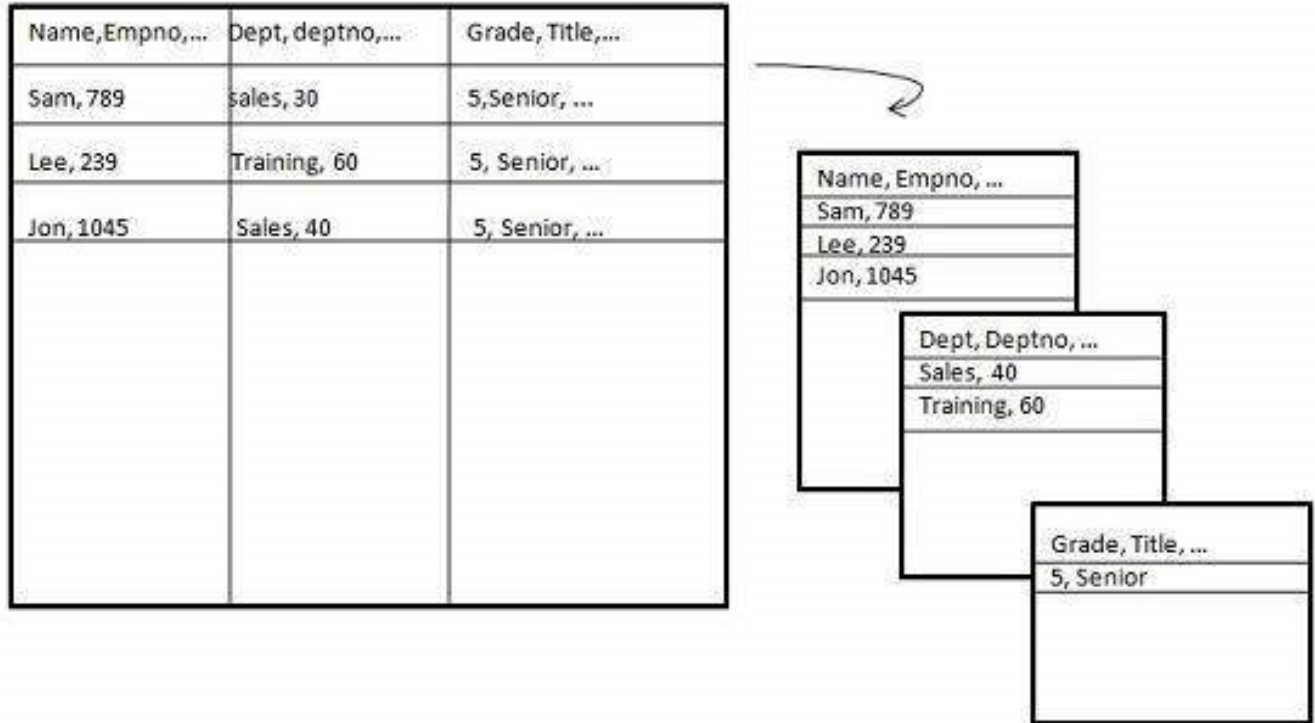 Name,Empno,... Dept, deptno,... Grade, Title,...
Sam, 789 sales, 30 5,Senior, ...
Lee, 239 Training, 60 5, Senior, ...
Jon, 1045 Sales, 40 5, Senior, ...
Name, Empno, ...
Sam, 789
Lee, 239
Jon, 1045
Dept, Deptno, ...
Sales, 40
Training, 60
Grade, Title, ...
5, Senior